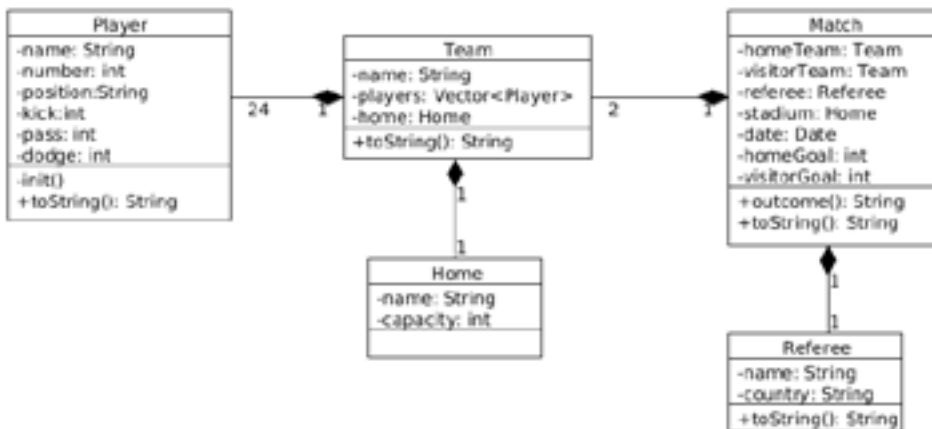 Player
-name: String
-number: int
-position:String
-kick:int
-pass: int
-dodge: int
-init()
+toString(): String
24
1
Team
-name: String
-players: Vector<Player>
-home: Home
+toString(): String
2
1
Match
-homeTeam: Team
-visitorTeam: Team
-referee: Referee
-stadium: Home
-date: Date
-homeGoal: int
-visitorGoal: int
+outcome(): String
+toString(): String
1
1
Home
-name: String
-capacity: int
1
1
Referee
-name: String
-country: String
+toString(): String